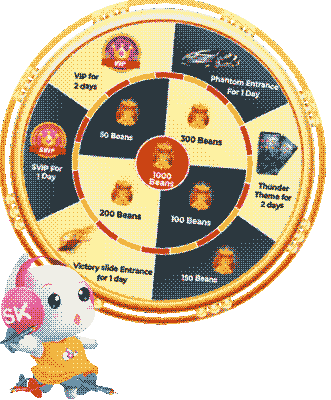 VIP
VIP for
2 days
Phantom Entrance
For 1 Day
50 Beans
300 Beans
SVIP
SVIP For
1 Day
1000
Beans
Thunder
Theme for
2 days
200 Beans
100 Beans
Victory slide Entrance
for 1 day
150 Beans
SK